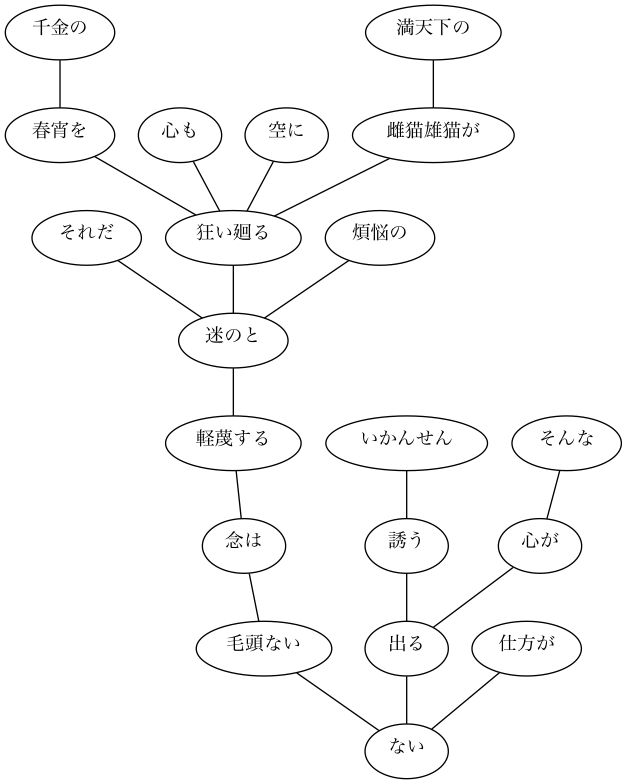 千金の
満天下の
春宵を
心も
空に
雌猫雄猫が
それだ
狂い廻る
煩悩の
迷のと
軽蔑する
いかんせん
そんな
念は
誘う
心が
毛頭ない
出る
仕方が
ない